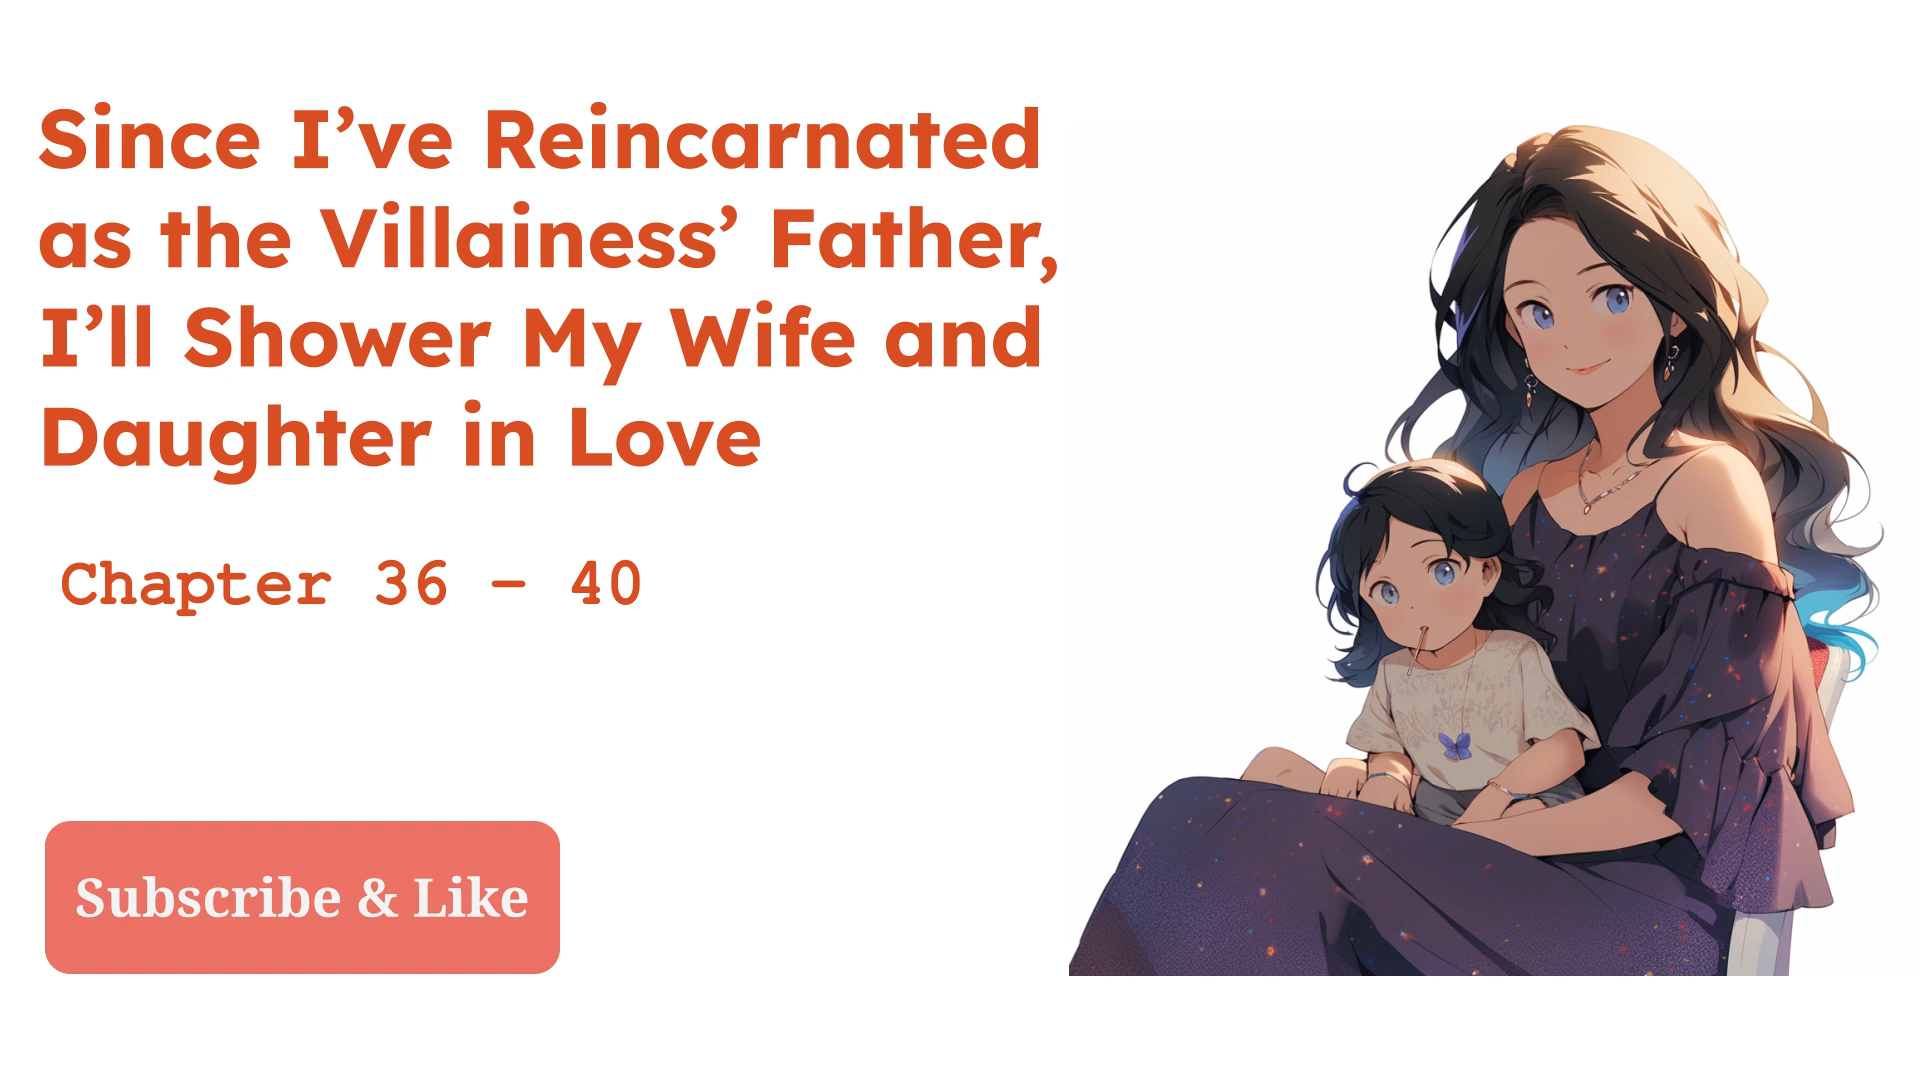 Since I’ve Reincarnated
as the Villainess’ Father,
I’ll Shower My Wife and
Daughter in Love
Chapter 36 – 40
Subscribe & Like